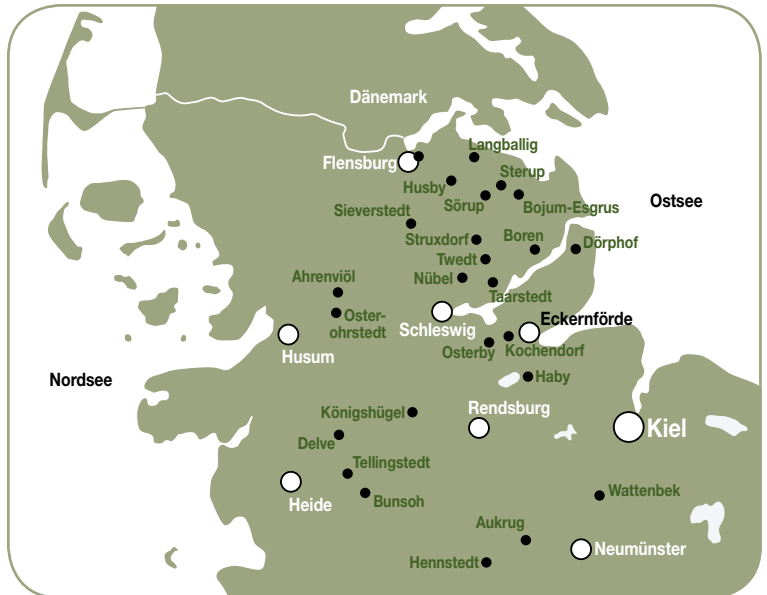 Dänemark
Langballig
Flensburg
Sterup
Husby
Ostsee
Sörup
Bojum-Esgrus
Sieverstedt
Boren
Struxdorf
Dörphof
Twedt
Ahrenviöl
Nübel
Taarstedt
Oster-
ohrstedt
Eckernförde
Schleswig
Husum
Osterby
Kochendorf
Nordsee
Haby
Königshügel
Rendsburg
Kiel
Delve
Tellingstedt
Wattenbek
Heide
Bunsoh
Aukrug
Neumünster
Hennstedt